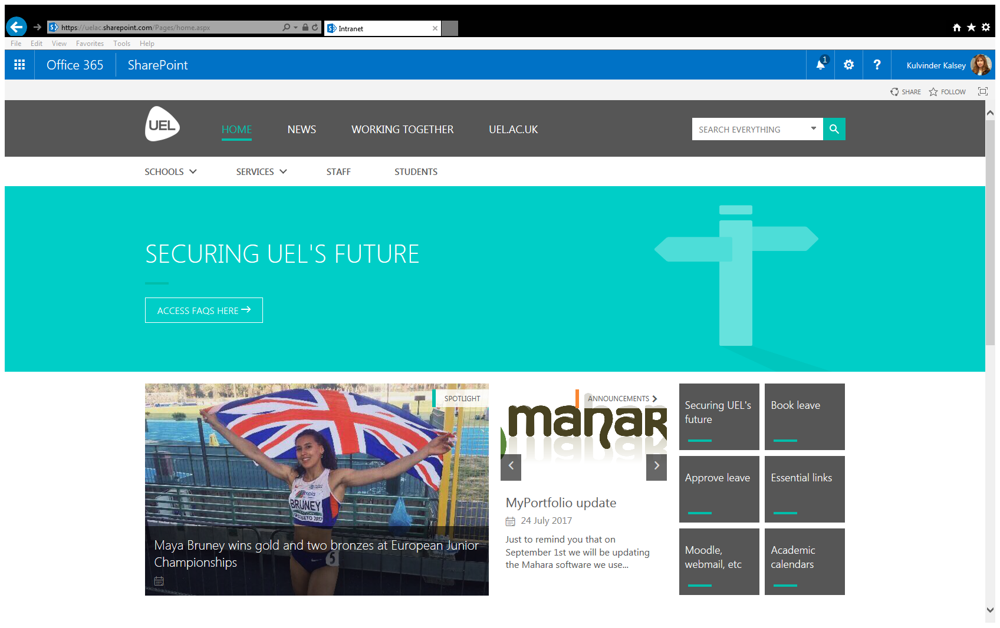 https://uelac.sharepoint.com/Pages/home.aspx
Intranet
File Edit View Favorites Tools Help
Office 365 SharePoint
1
?
Kulvinder Kalsey
SHARE FOLLOW
UEL
HOME NEWS WORKING TOGETHER UEL.AC.UK
SEARCH EVERYTHING
SCHOOLS SERVICES STAFF STUDENTS
SECURING UEL'S FUTURE
ACCESS FAQS HERE
SPOTLIGHT
BRUNEY
5
Maya Bruney wins gold and two bronzes at European Junior
Championships
ANNOUNCEMENTS
mahar
MyPortfolio update
24 July 2017
Just to remind you that on
September 1st we will be updating
the Mahara software we use...
Securing UEL's
future
Book leave
Approve leave
Essential links
Moodle,
webmail, etc
Academic
calendars